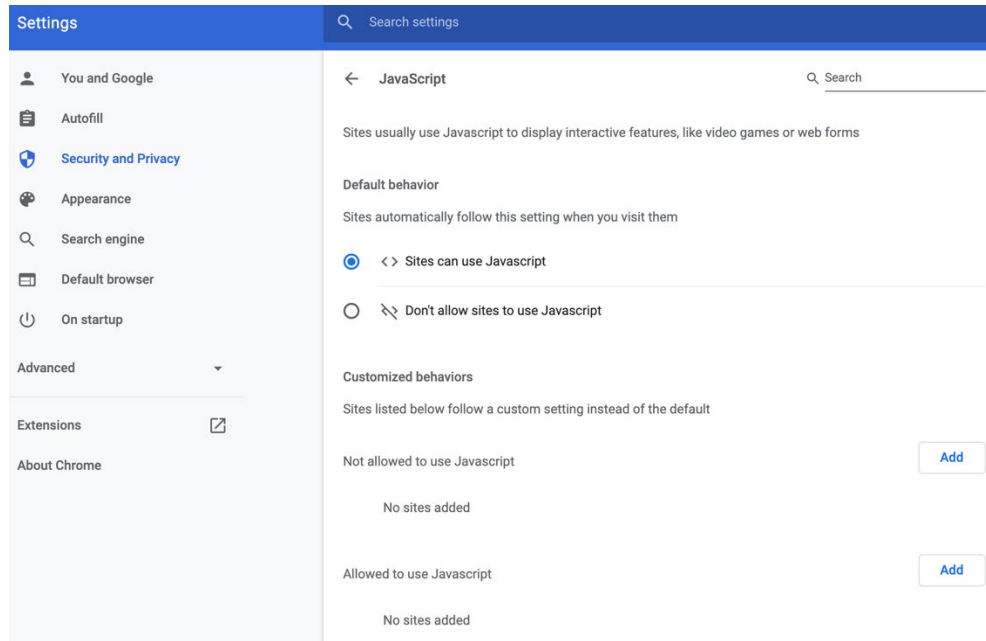 Settings
Search settings
You and Google
Autofill
Security and Privacy
Appearance
Search engine
Default browser
On startup
Advanced
Extensions
About Chrome
JavaScript
Search
Sites usually use Javascript to display interactive features, like video games or web forms
Default behavior
Sites automatically follow this setting when you visit them
<> Sites can use Javascript
Don't allow sites to use Javascript
Customized behaviors
Sites listed below follow a custom setting instead of the default
Not allowed to use Javascript
Add
No sites added
Allowed to use Javascript
Add
No sites added